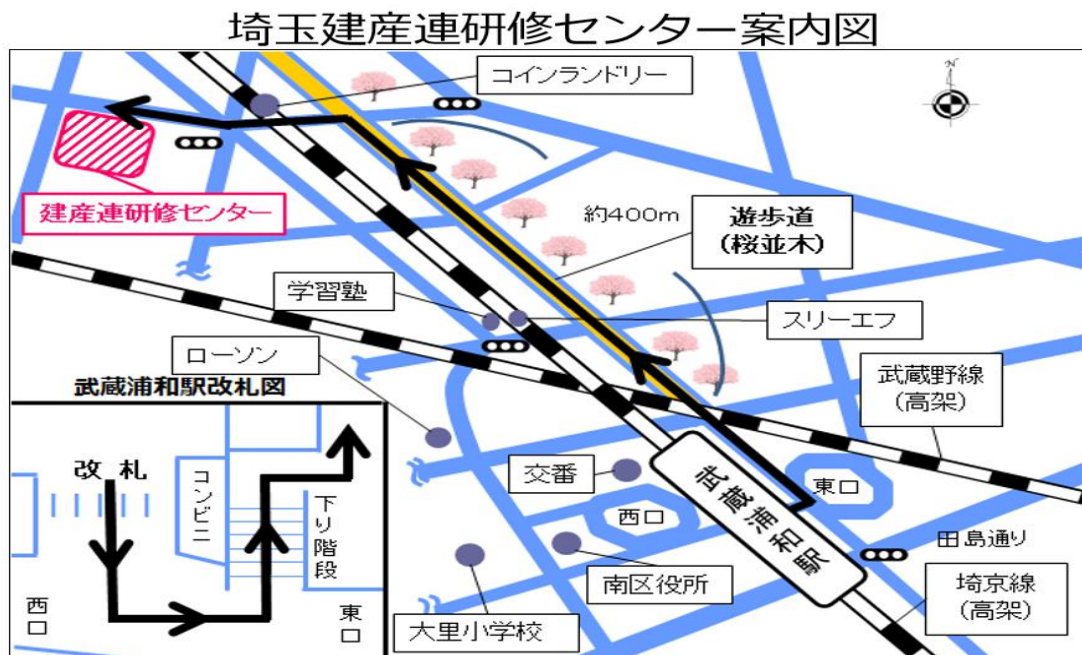 埼玉建産連研修センター案内図
コインランドリー
N
建産連研修センター
約400m
遊歩道
(桜並木)
学習塾
スリーエフ
ローソン
武蔵野線
(高架)
武蔵浦和駅改札図
改札
コンビニ
下り階段
西口
東口
交番
西口
武蔵浦和駅
東口
田島通り
南区役所
大里小学校
埼京線
(高架)